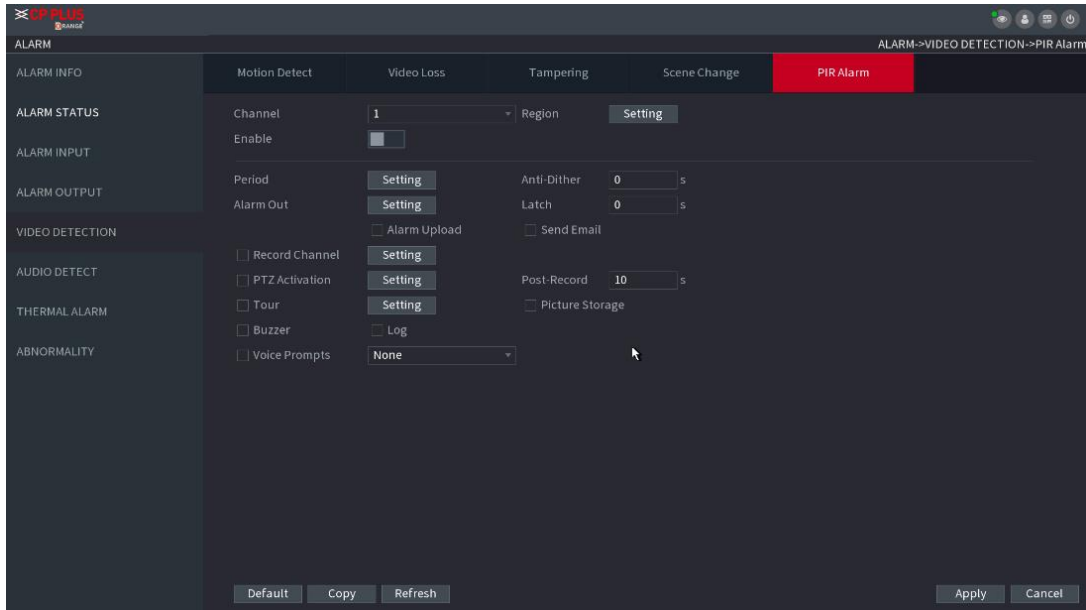 CP PLUS
ORANGE
ALARM
ALARM->VIDEO DETECTION->PIR Alarm
ALARM INFO
ALARM STATUS
ALARM INPUT
ALARM OUTPUT
VIDEO DETECTION
AUDIO DETECT
THERMAL ALARM
ABNORMALITY
Motion Detect Video Loss Tampering Scene Change PIR Alarm
Channel 1 Region Setting
Enable
Period Setting Anti-Dither 0 s
Alarm Out Setting Latch 0 s
Alarm Upload Send Email
Record Channel Setting
PTZ Activation Setting Post-Record 10 s
Tour Setting Picture Storage
Buzzer Log
Voice Prompts None
Default Copy Refresh Apply Cancel